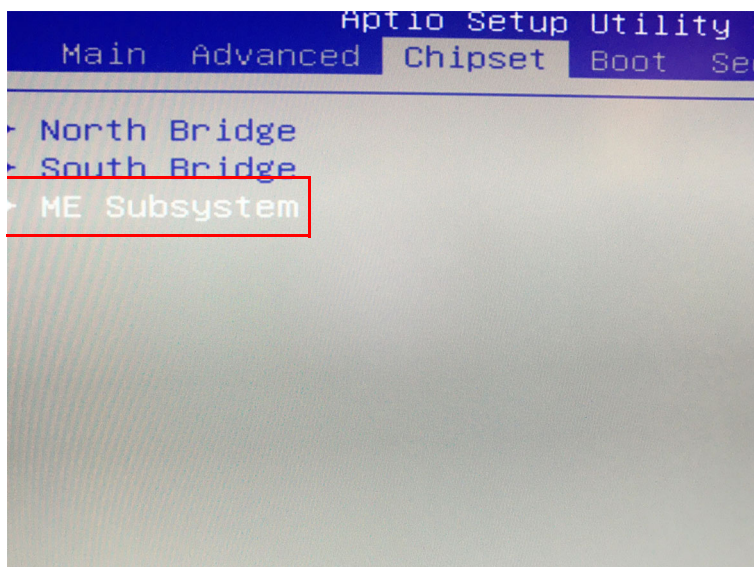 Aptio Setup Utility
Main Advanced Chipset Boot
North Bridge
South Bridge
ME Subsystem